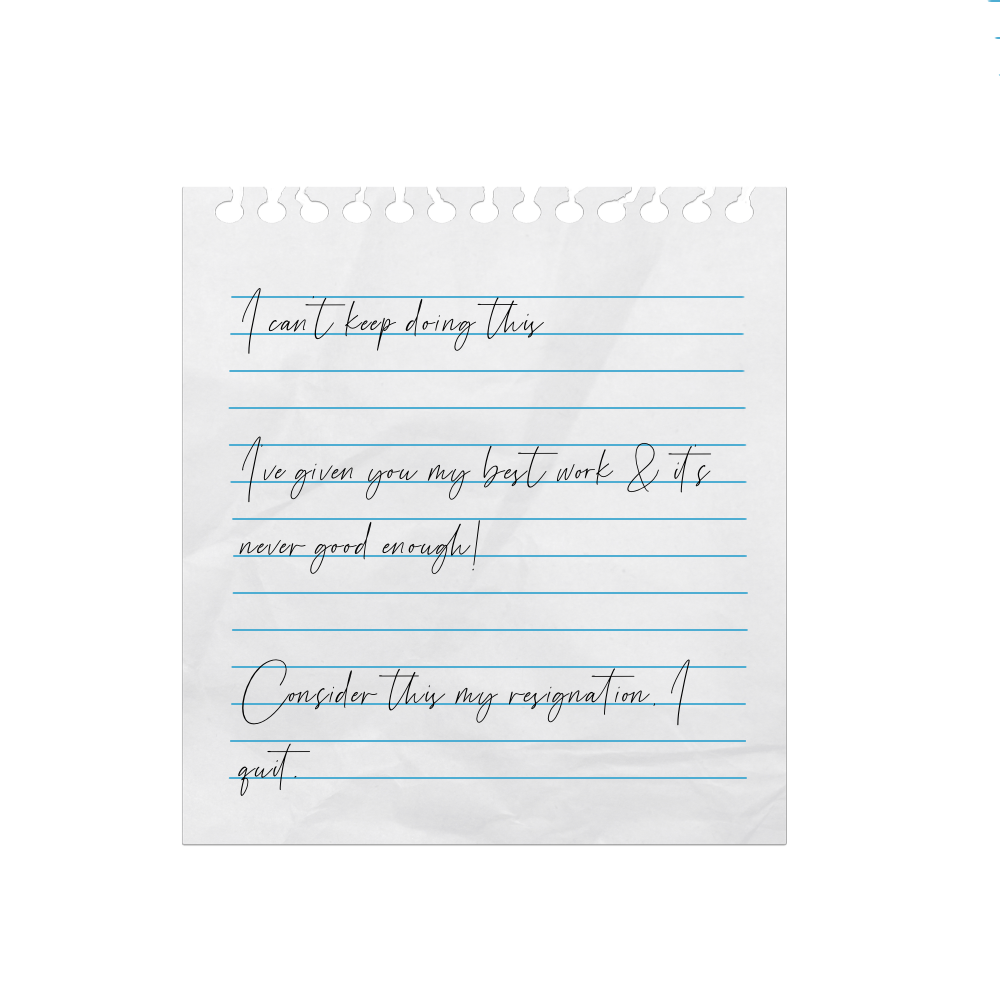 I can't keep doing this
I've given you my best work & it's
never good enough!
Consider this my resignation. I
quit.